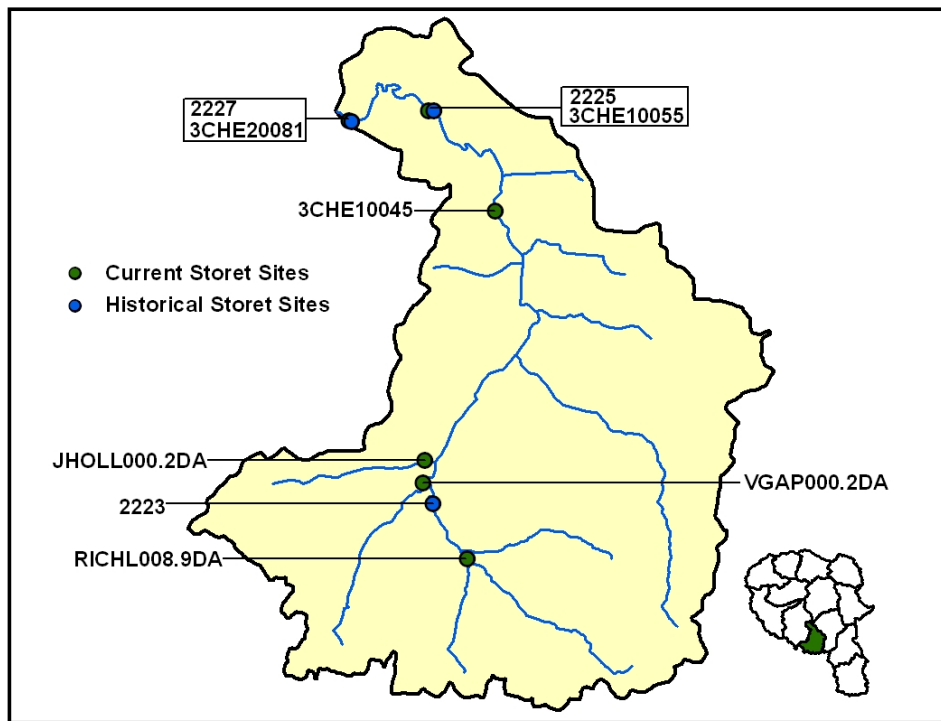 2227
3CHE20081
2225
3CHE10055
3CHE10045
Current Storet Sites
Historical Storet Sites
JHOLL000.2DA
VGAP000.2DA
2223
RICHL008.9DA